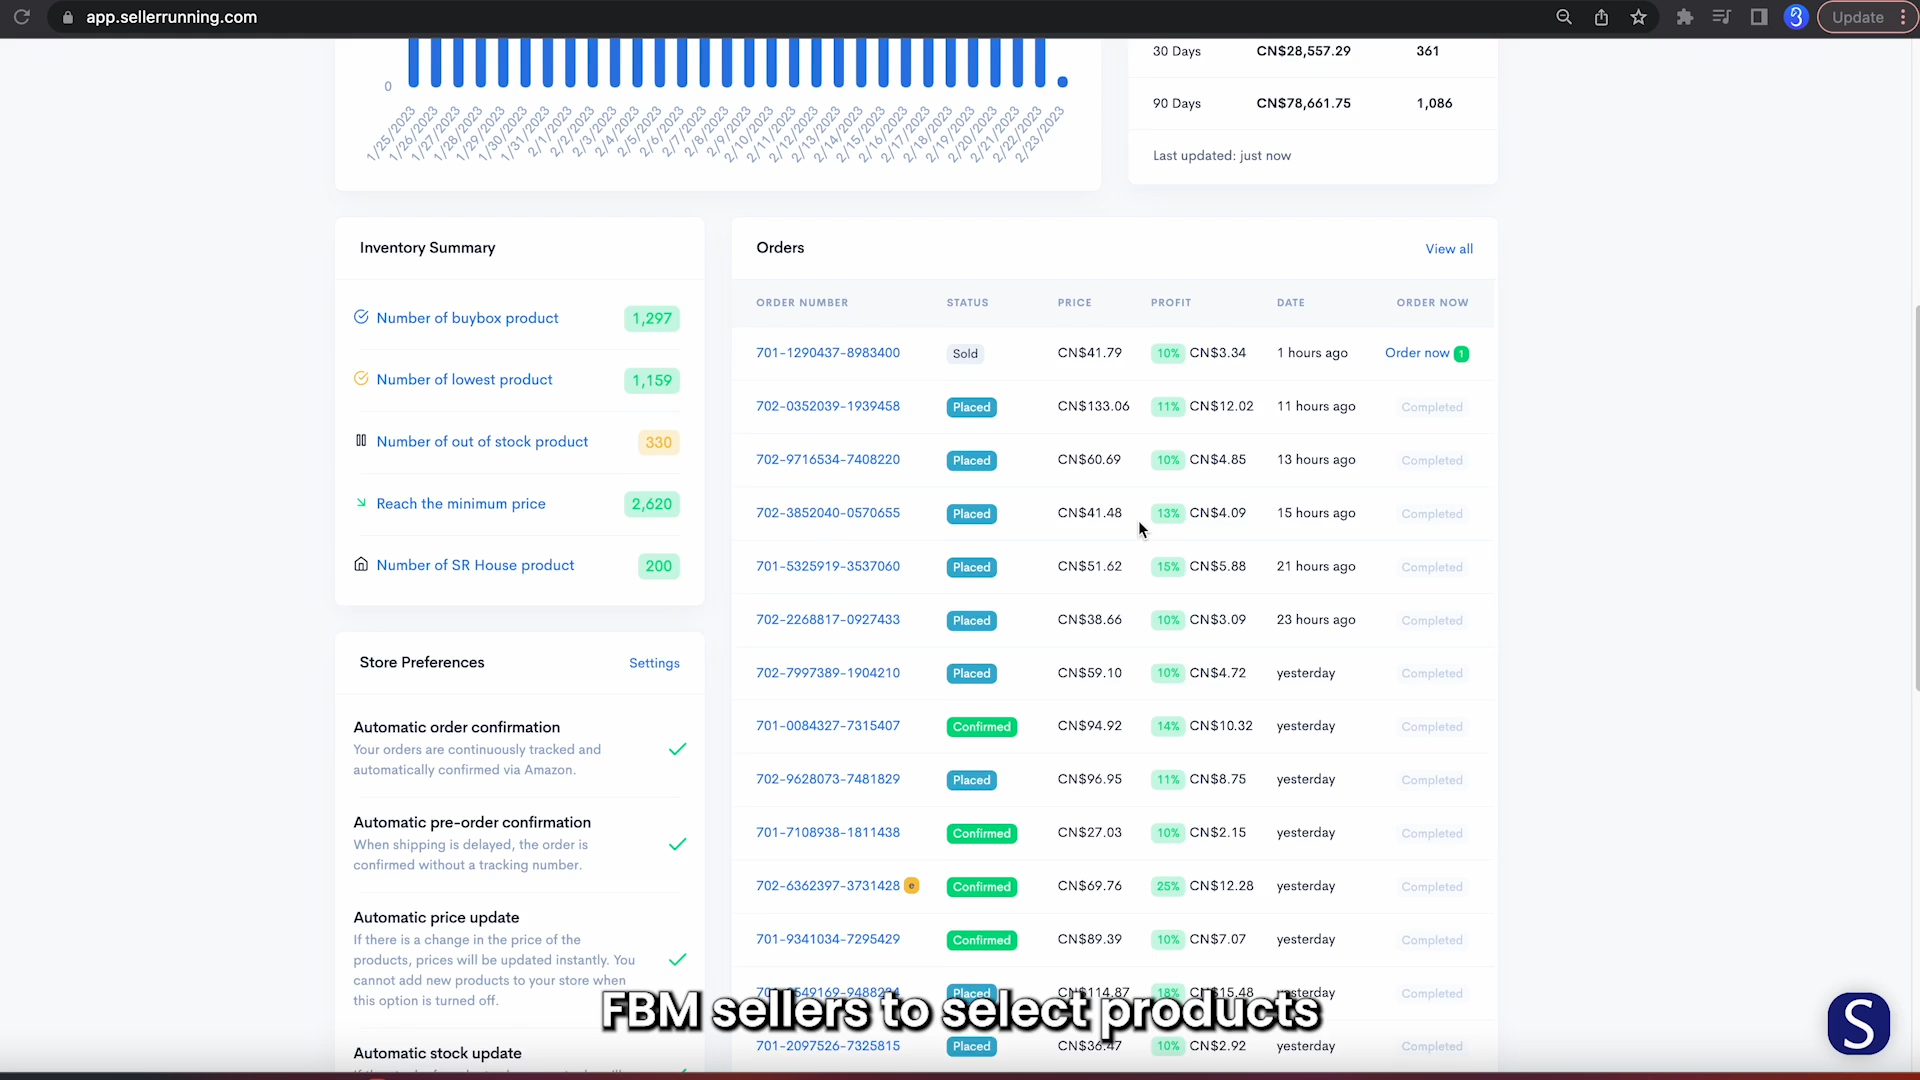 app.sellerrunning.com
Update
0
1/25/2023 1/26/2023 1/27/2023 1/28/2023 1/29/2023 1/30/2023 1/31/2023 2/1/2023 2/2/2023 2/3/2023 2/4/2023 2/5/2023 2/6/2023 2/7/2023 2/8/2023 2/9/2023 2/10/2023 2/11/2023 2/12/2023 2/13/2023 2/14/2023 2/15/2023 2/16/2023 2/17/2023 2/18/2023 2/19/2023 2/20/2023 2/21/2023 2/22/2023 2/23/2023
30 Days CN$28,557.29 361
90 Days CN$78,661.75 1,086
Last updated: just now
Inventory Summary
Number of buybox product 1,297
Number of lowest product 1,159
Number of out of stock product 330
Reach the minimum price 2,620
Number of SR House product 200
Store Preferences Settings
Automatic order confirmation
Your orders are continuously tracked and
automatically confirmed via Amazon.
Automatic pre-order confirmation
When shipping is delayed, the order is
confirmed without a tracking number.
Automatic price update
If there is a change in the price of the
products, prices will be updated instantly. You
cannot add new products to your store when
this option is turned off.
Automatic stock update
Orders View all
ORDER NUMBER STATUS PRICE PROFIT DATE ORDER NOW
701-1290437-8983400 Sold CN$41.79 10% CN$3.34 1 hours ago Order now 1
702-0352039-1939458 Placed CN$133.06 11% CN$12.02 11 hours ago Completed
702-9716534-7408220 Placed CN$60.69 10% CN$4.85 13 hours ago Completed
702-3852040-0570655 Placed CN$41.48 13% CN$4.09 15 hours ago Completed
701-5325919-3537060 Placed CN$51.62 15% CN$5.88 21 hours ago Completed
702-2268817-0927433 Placed CN$38.66 10% CN$3.09 23 hours ago Completed
702-7997389-1904210 Placed CN$59.10 10% CN$4.72 yesterday Completed
701-0084327-7315407 Confirmed CN$94.92 14% CN$10.32 yesterday Completed
702-9628073-7481829 Placed CN$96.95 11% CN$8.75 yesterday Completed
701-7108938-1811438 Confirmed CN$27.03 10% CN$2.15 yesterday Completed
702-6362397-3731428 e Confirmed CN$69.76 25% CN$12.28 yesterday Completed
701-9341034-7295429 Confirmed CN$89.39 10% CN$7.07 yesterday Completed
Placed CN$114.87 18% CN$15.48 yesterday Completed
FBM sellers to select products
701-2097526-7325815 Placed CN$36.47 10% CN$2.92 yesterday Completed
S